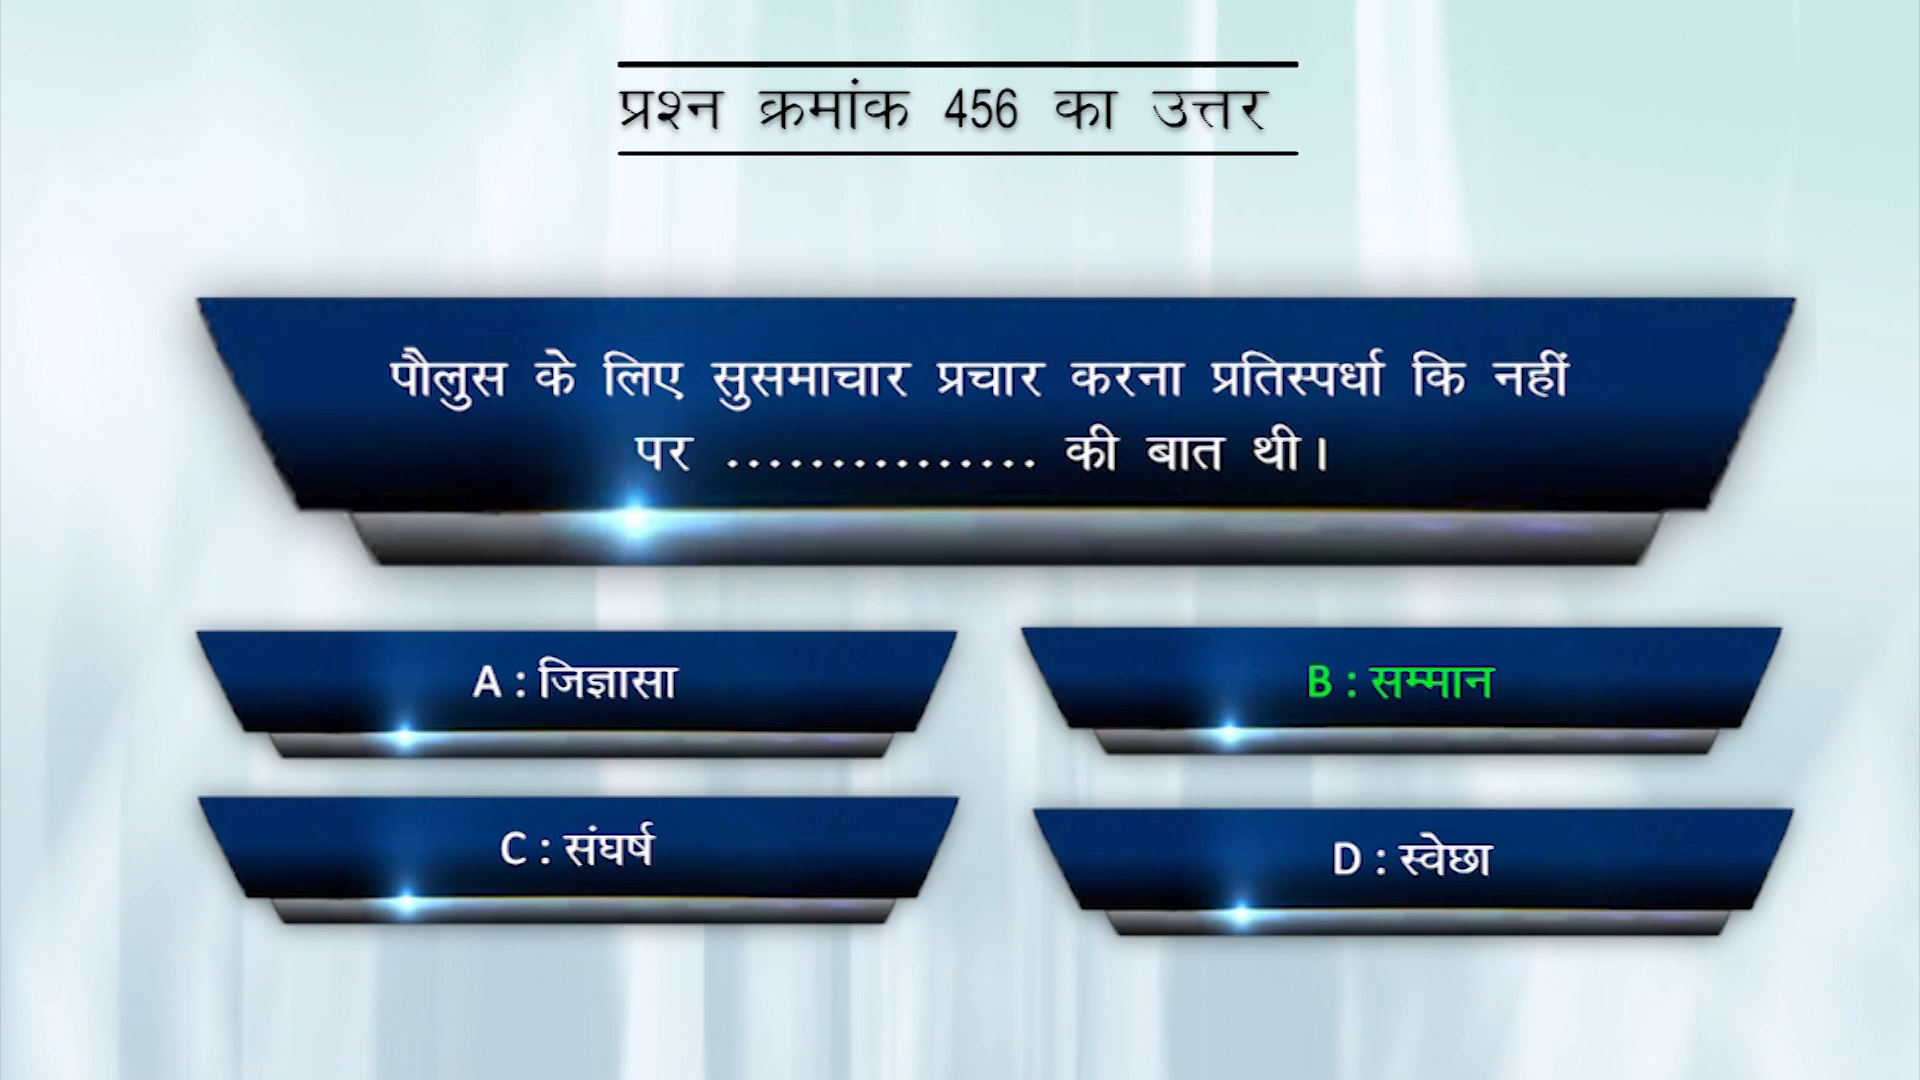 प्रश्न क्रमांक 456 का उत्तर
पौलुस के लिए सुसमाचार प्रचार करना प्रतिस्पर्धा कि नहीं
पर ............... की बात थी।
A : जिज्ञासा
B : सम्मान
C : संघर्ष
D : स्वेछा